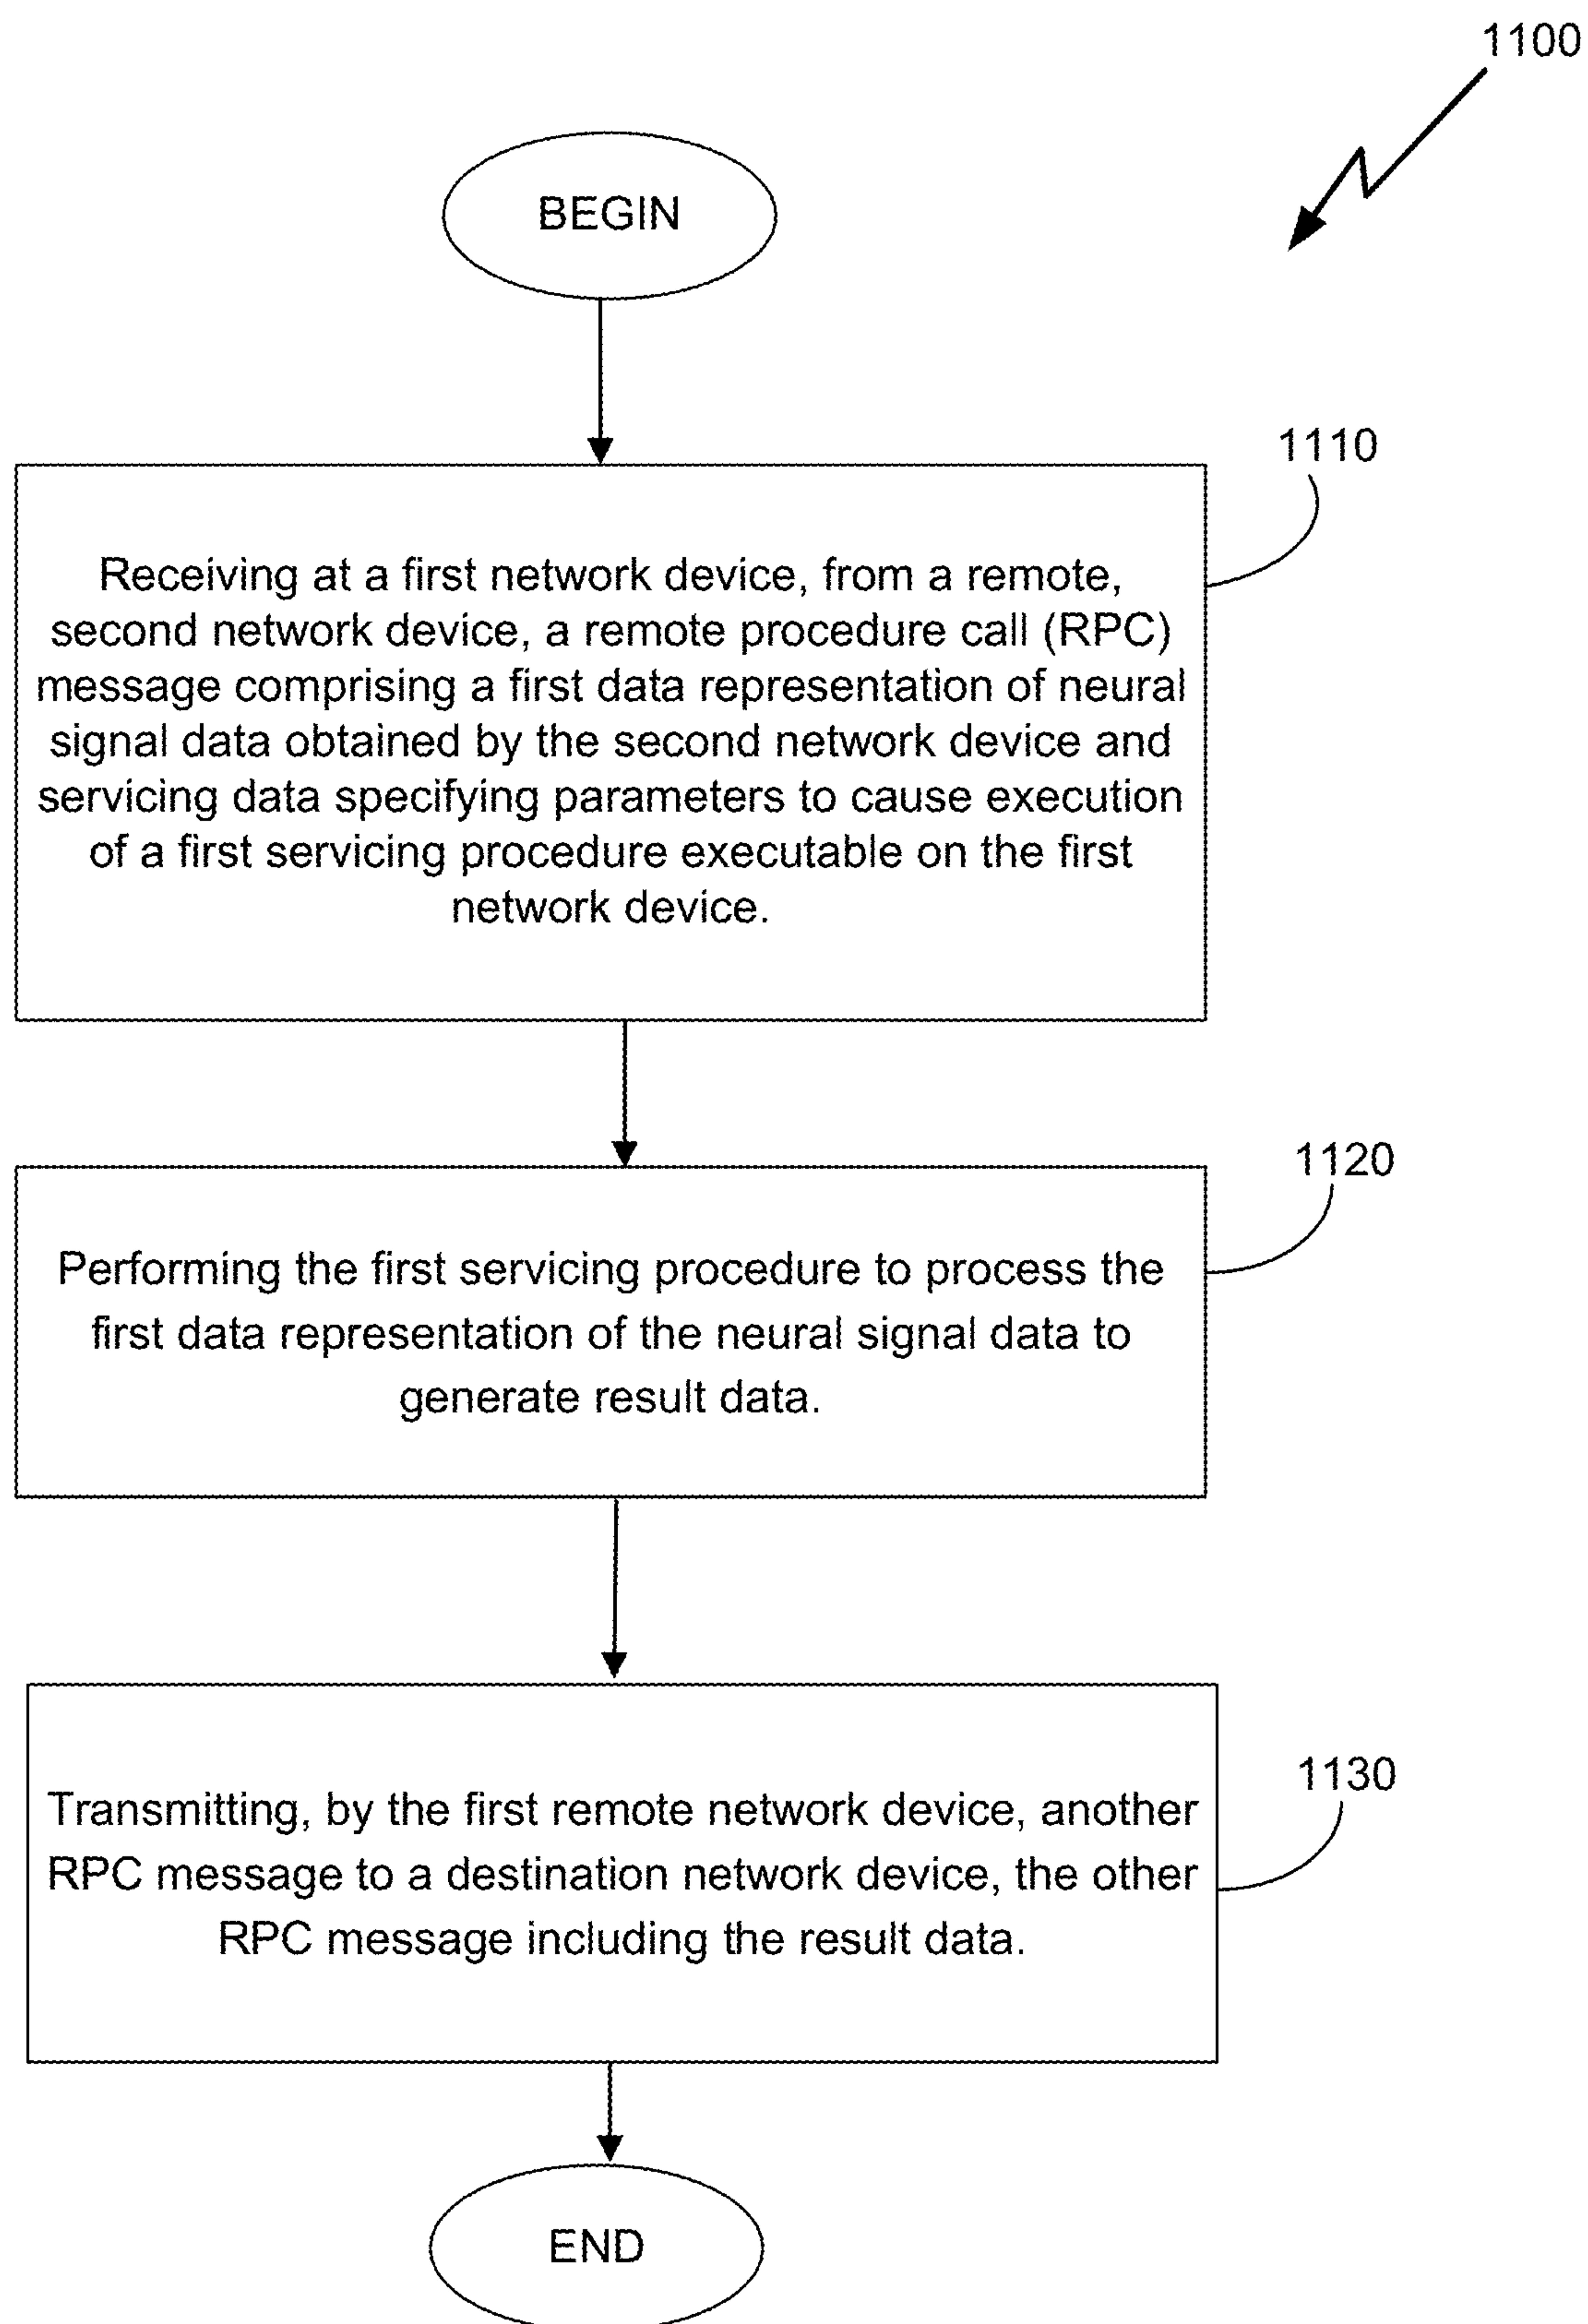 1100
BEGIN
1110
Receiving at a first network device, from a remote,
second network device, a remote procedure call (RPC)
message comprising a first data representation of neural
signal data obtained by the second network device and
servicing data specifying parameters to cause execution
of a first servicing procedure executable on the first
network device.
1120
Performing the first servicing procedure to process the
first data representation of the neural signal data to
generate result data.
1130
Transmitting, by the first remote network device, another
RPC message to a destination network device, the other
RPC message including the result data.
END